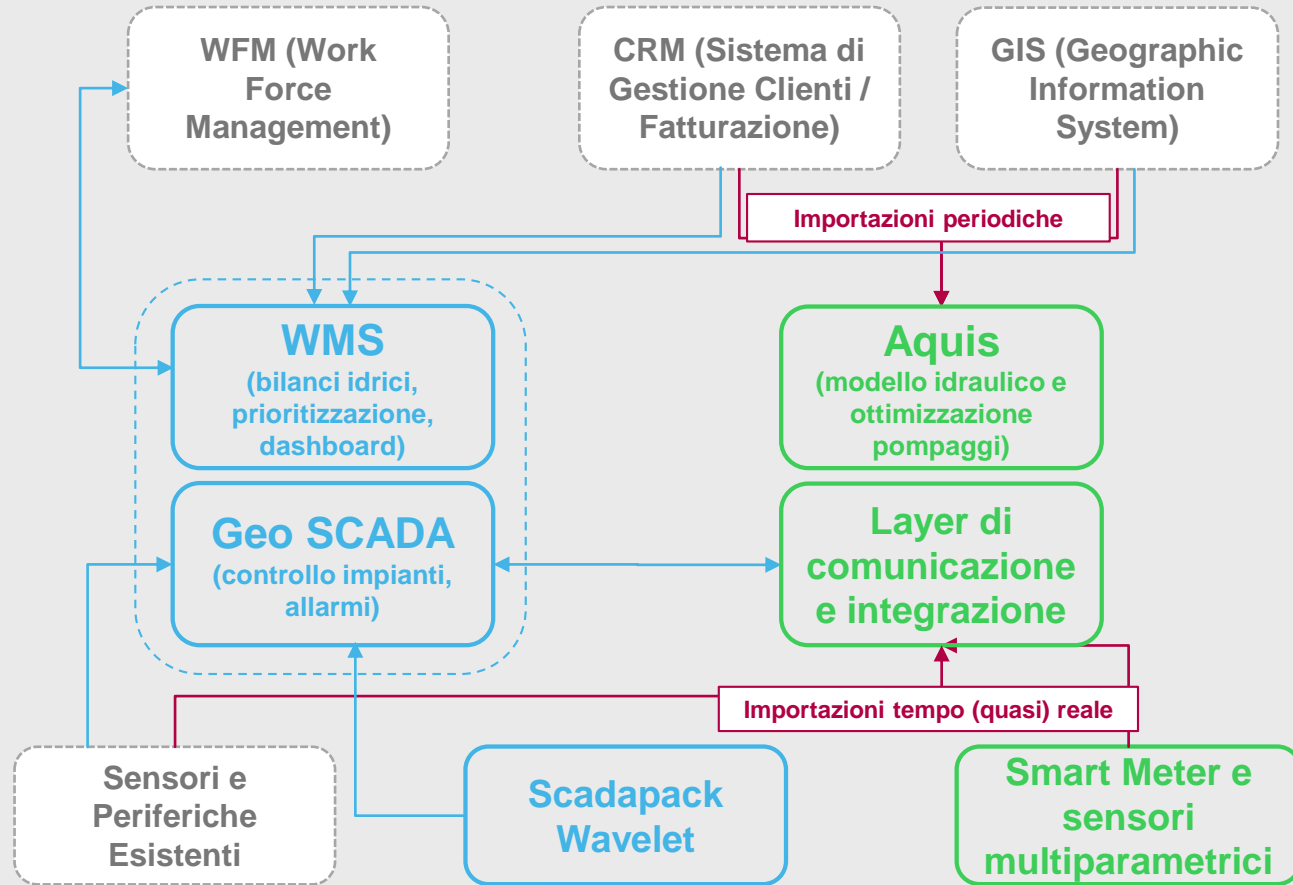 WFM (Work
Force
Management)
CRM (Sistema di
Gestione Clienti /
Fatturazione)
GIS (Geographic
Information
System)
Importazioni periodiche
WMS
(bilanci idrici,
prioritizzazione,
dashboard)
Aquis
(modello idraulico e
ottimizzazione
pompaggi)
Geo SCADA
(controllo impianti,
allarmi)
Layer di
comunicazione
e integrazione
Importazioni tempo (quasi) reale
Sensori e
Periferiche
Esistenti
Scadapack
Wavelet
Smart Meter e
sensori
multiparametrici